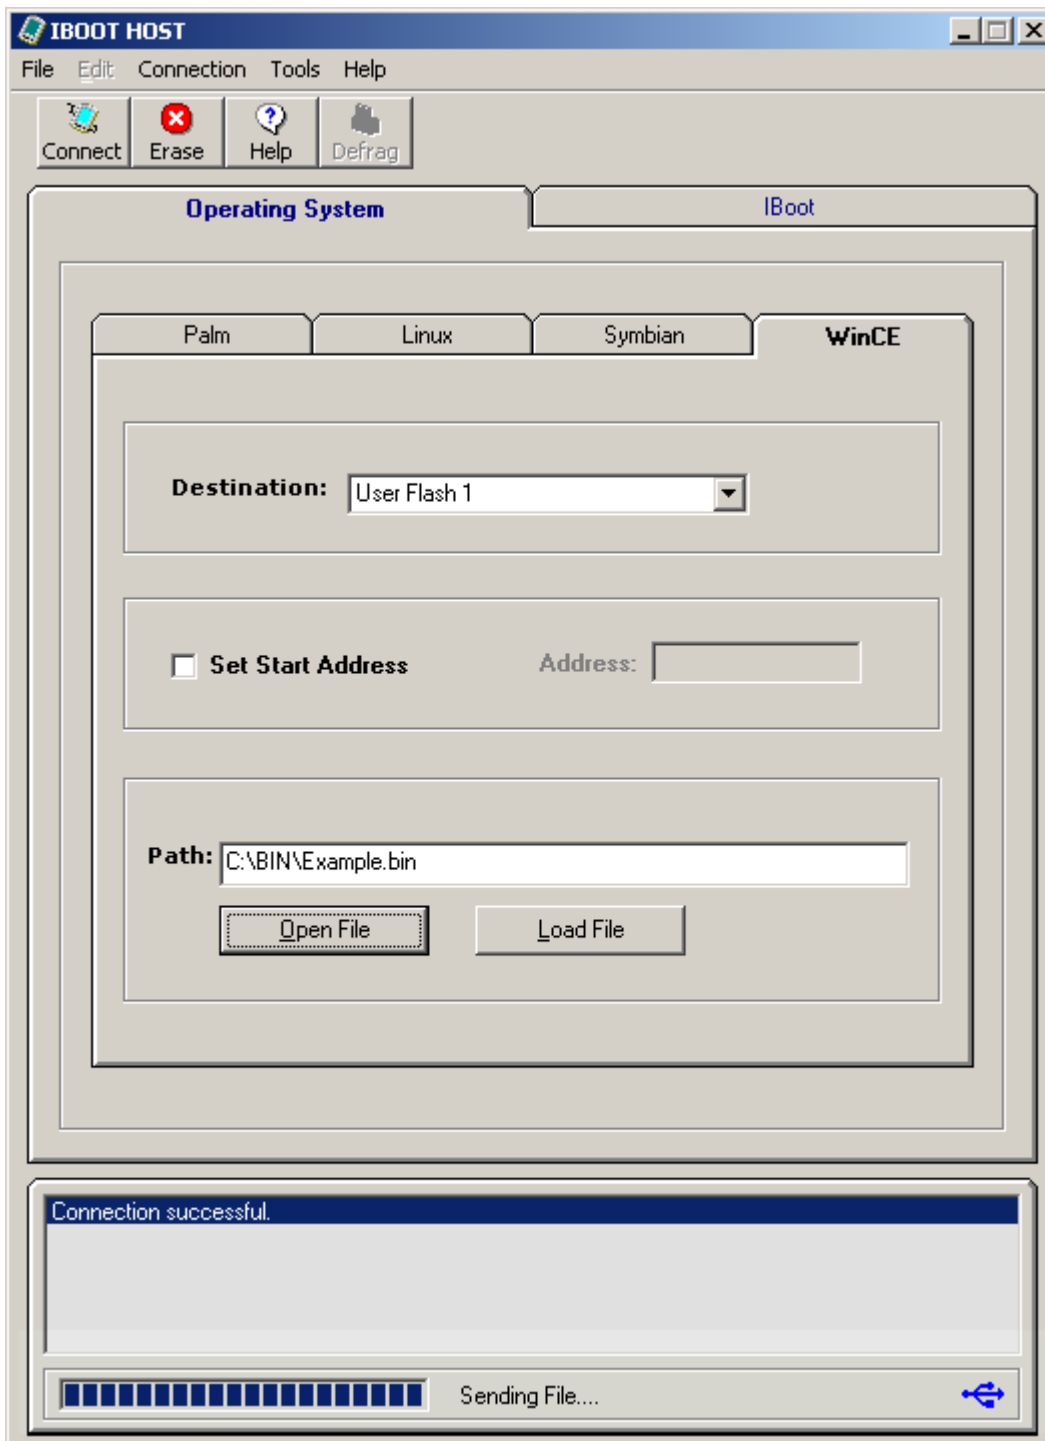 IBOOT HOST
File Edit Connection Tools Help
Connect Erase Help Defrag
Operating System IBoot
Palm Linux Symbian WinCE
Destination: User Flash 1
Set Start Address Address:
Path: C:\BIN\Example.bin
Open File Load File
Connection successful.
Sending File....